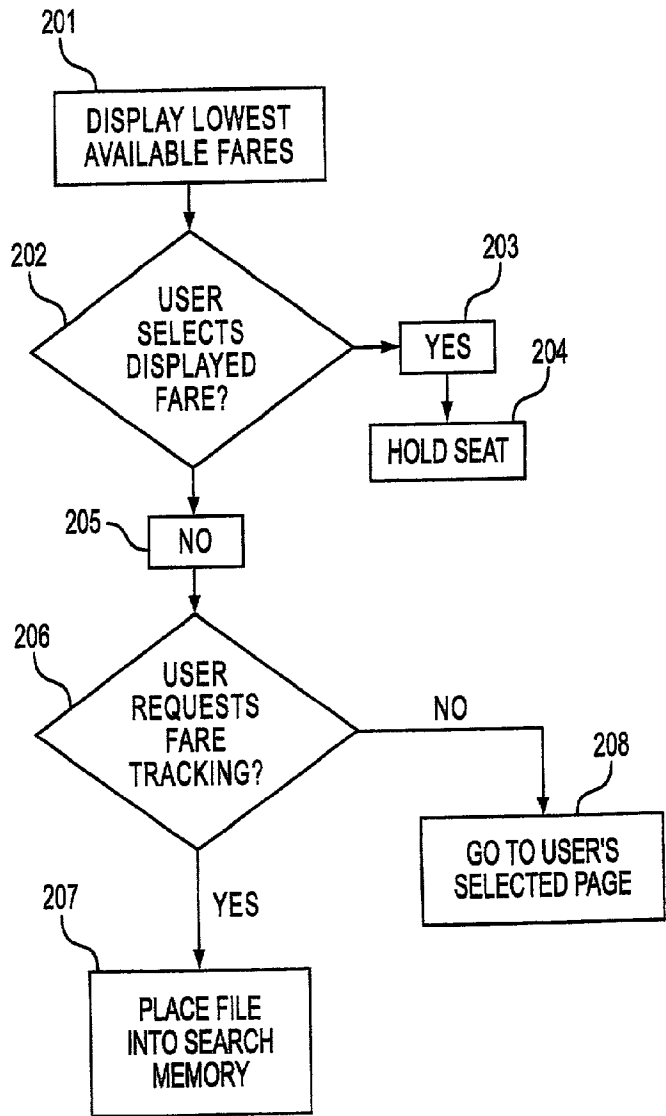 201
DISPLAY LOWEST
AVAILABLE FARES
202
USER
SELECTS
DISPLAYED
FARE?
203
YES
204
HOLD SEAT
205
NO
206
USER
REQUESTS
FARE
TRACKING?
NO
208
GO TO USER'S
SELECTED PAGE
YES
207
PLACE FILE
INTO SEARCH
MEMORY